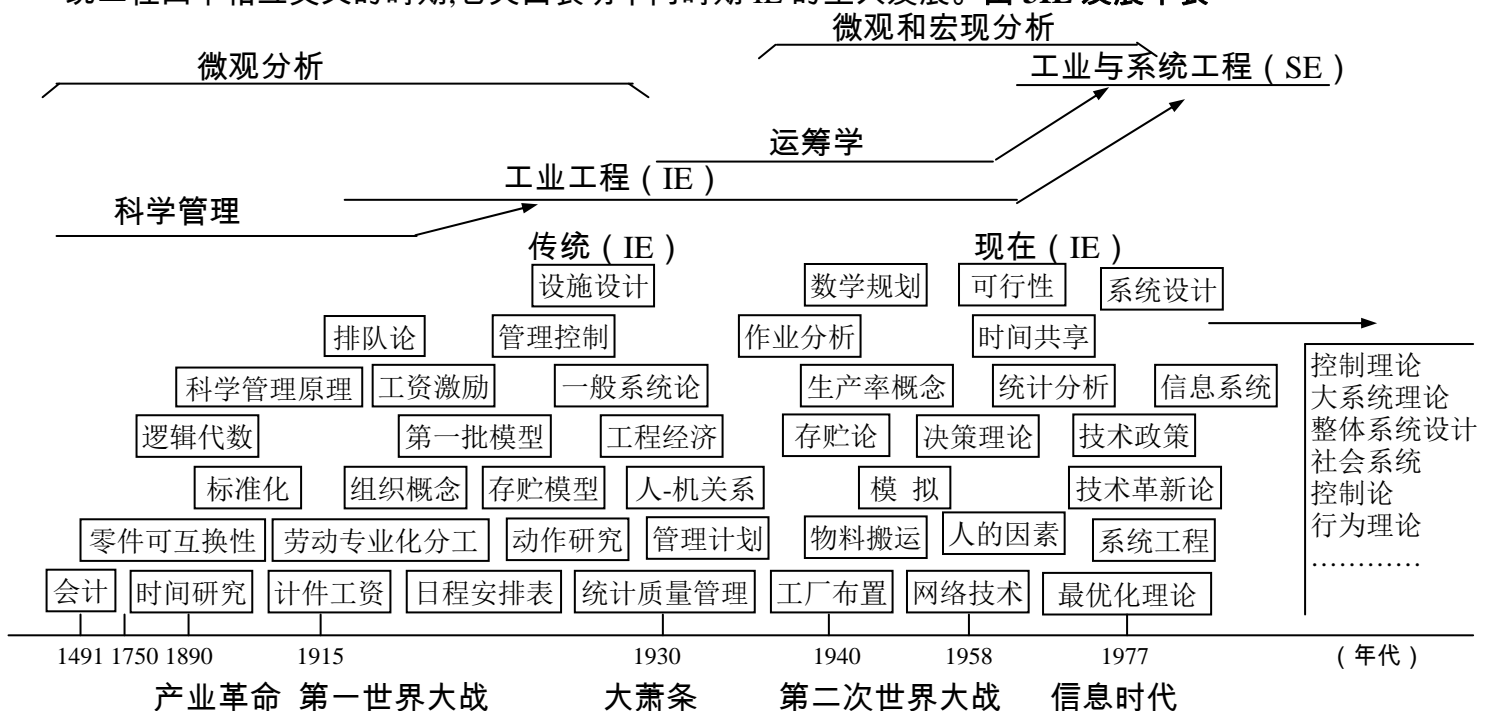 微观和宏现分析
微观分析
工业与系统工程（SE）
运筹学
工业工程（IE）
科学管理
传统（IE） 现在（IE）
设施设计 数学规划 可行性 系统设计
排队论 管理控制 作业分析 时间共享
科学管理原理 工资激励 一般系统论 生产率概念 统计分析 信息系统
逻辑代数 第一批模型 工程经济 存贮论 决策理论 技术政策
标准化 组织概念 存贮模型 人-机关系 模 拟 技术革新论
零件可互换性 劳动专业化分工 动作研究 管理计划 物料搬运 人的因素 系统工程
会计 时间研究 计件工资 日程安排表 统计质量管理 工厂布置 网络技术 最优化理论
控制理论
大系统理论
整体系统设计
社会系统
控制论
行为理论
…………
1491 1750 1890 1915 1930 1940 1958 1977 （年代）
产业革命 第一世界大战 大萧条 第二次世界大战 信息时代